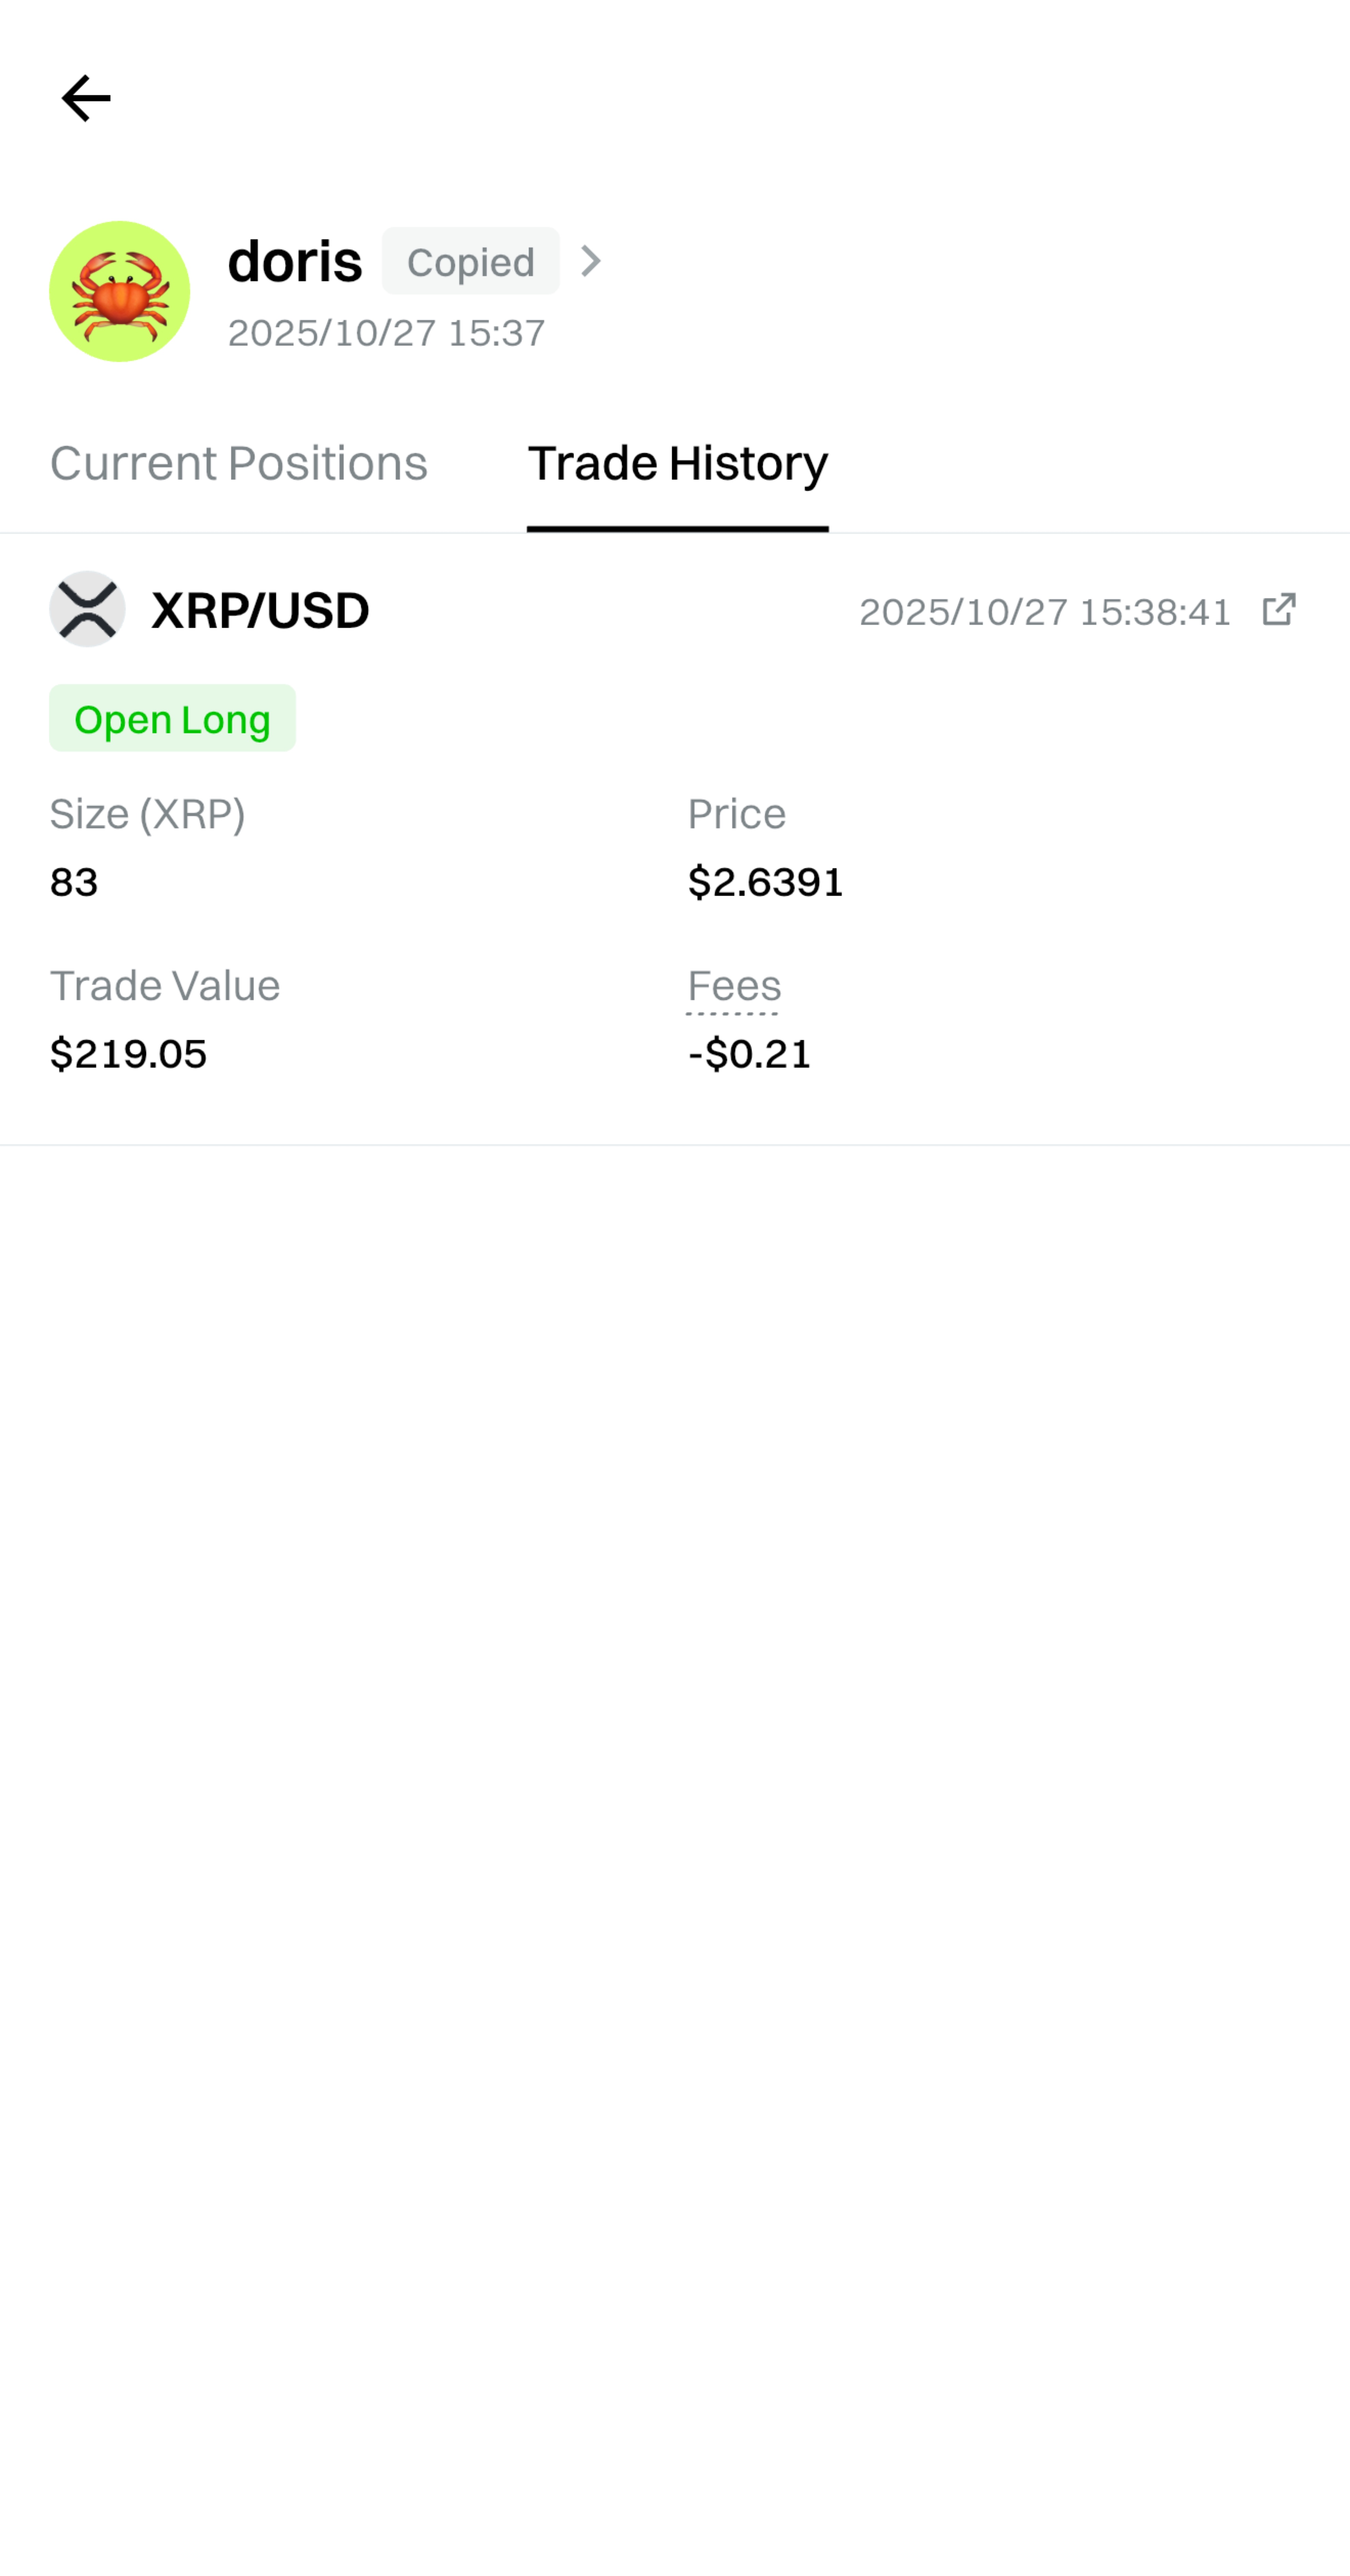 doris Copied
2025/10/27 15:37
Current Positions Trade History
XRP/USD 2025/10/27 15:38:41
Open Long
Size (XRP) Price
83 $2.6391
Trade Value Fees
$219.05 -$0.21